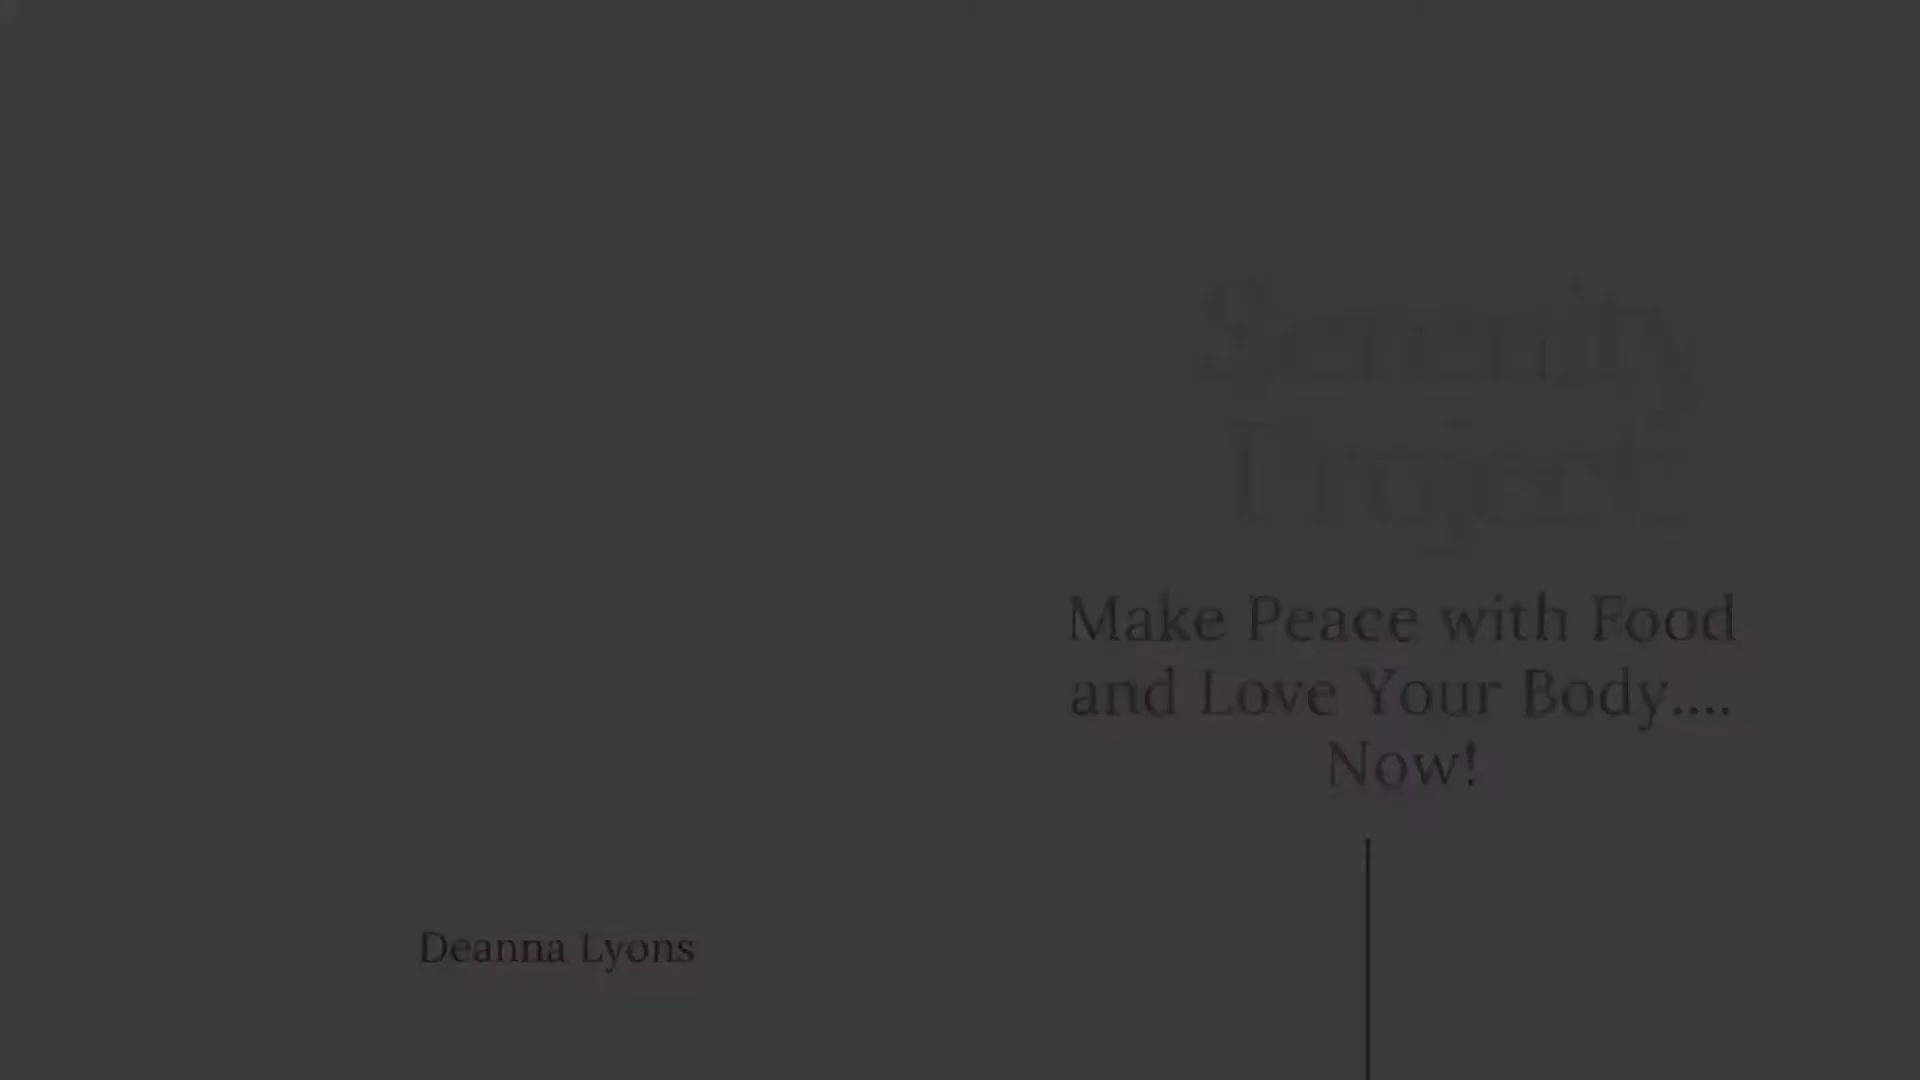 Serenity
Project
Make Peace with Food
and Love Your Body....
Now!
Deanna Lyons